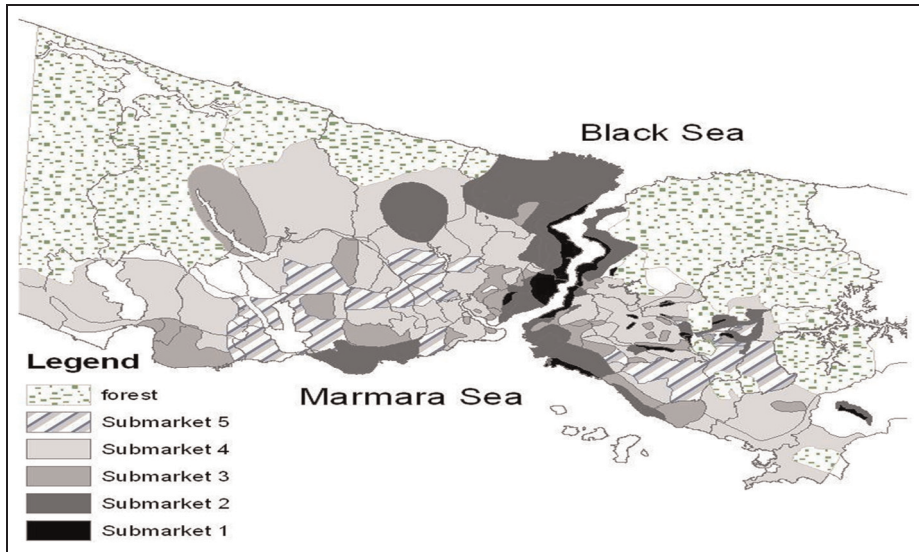 Black Sea
Marmara Sea
Legend
forest
Submarket 5
Submarket 4
Submarket 3
Submarket 2
Submarket 1